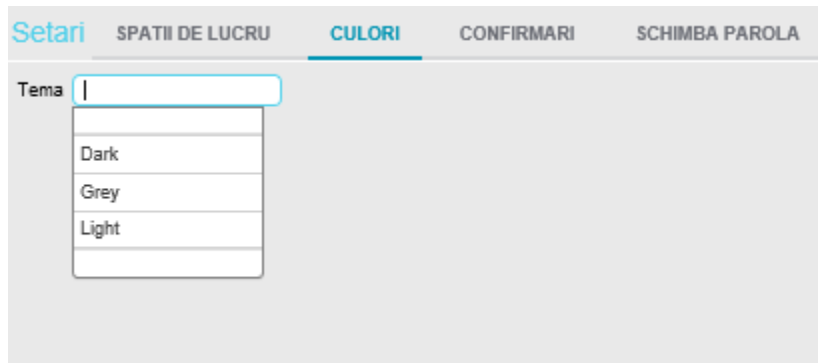 Setari SPATII DE LUCRU CULORI CONFIRMARI SCHIMBA PAROLA
Tema
Dark
Grey
Light